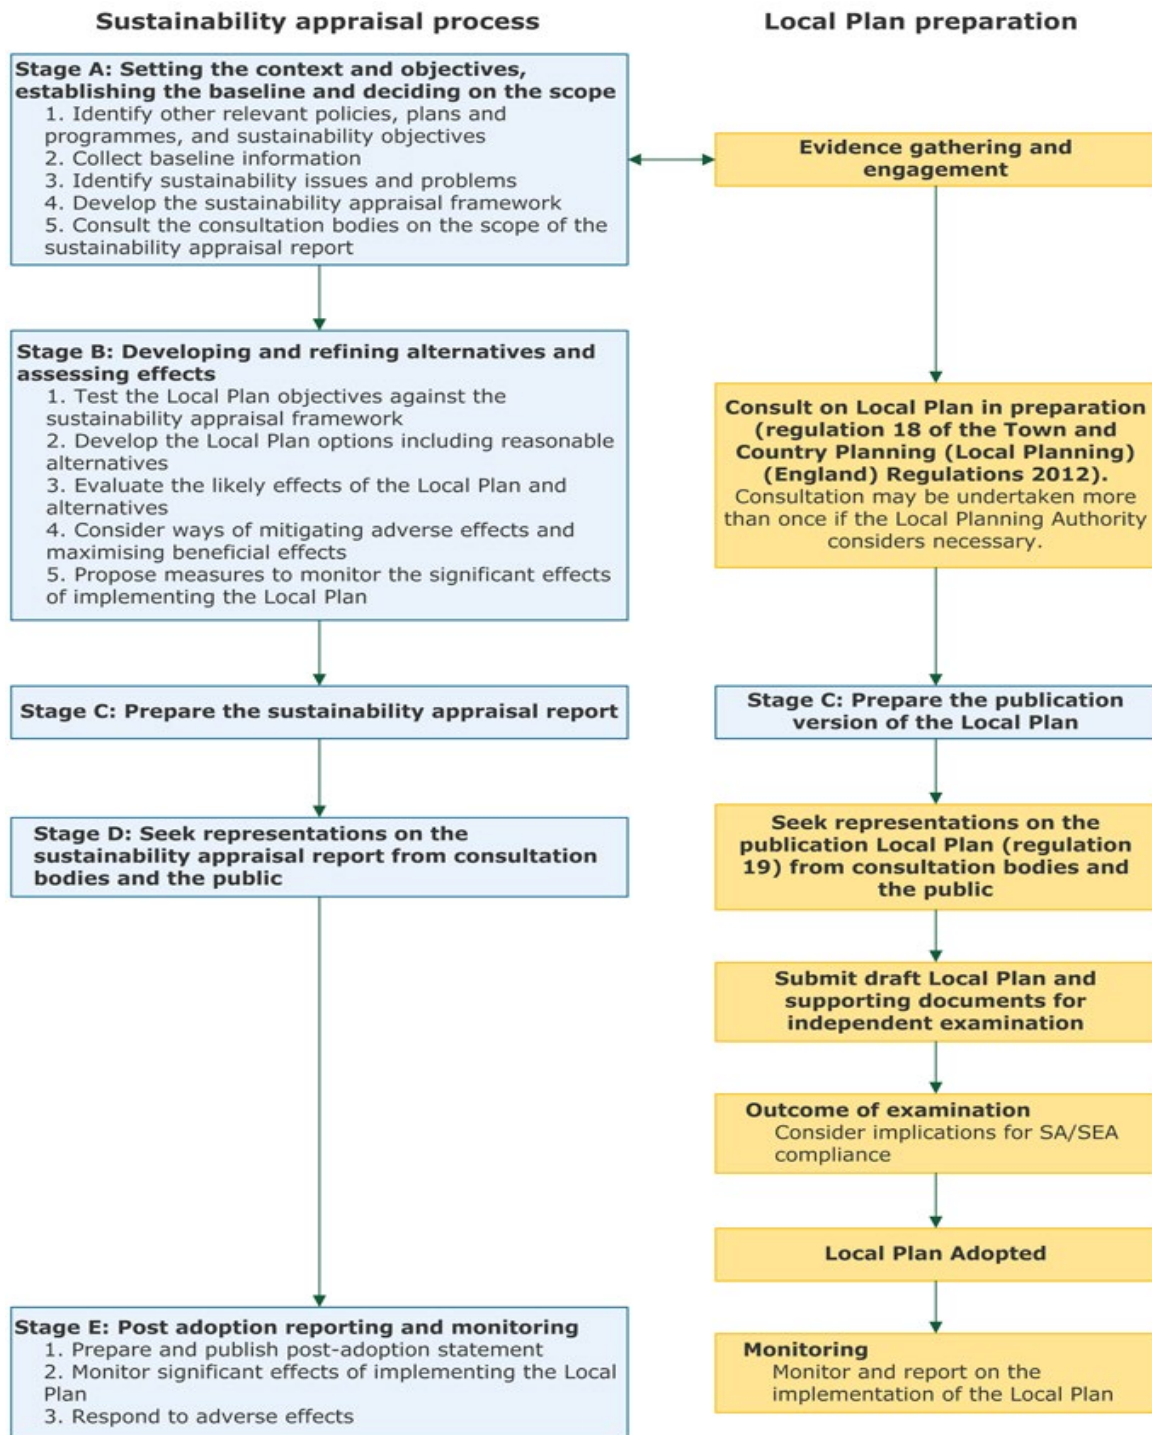 Sustainability appraisal process
Local Plan preparation
Stage A: Setting the context and objectives,
establishing the baseline and deciding on the scope
1. Identify other relevant policies, plans and
programmes, and sustainability objectives
2. Collect baseline information
3. Identify sustainability issues and problems
4. Develop the sustainability appraisal framework
5. Consult the consultation bodies on the scope of the
sustainability appraisal report
Evidence gathering and
engagement
Stage B: Developing and refining alternatives and
assessing effects
1. Test the Local Plan objectives against the
sustainability appraisal framework
2. Develop the Local Plan options including reasonable
alternatives
3. Evaluate the likely effects of the Local Plan and
alternatives
4. Consider ways of mitigating adverse effects and
maximising beneficial effects
5. Propose measures to monitor the significant effects
of implementing the Local Plan
Consult on Local Plan in preparation
(regulation 18 of the Town and
Country Planning (Local Planning)
(England) Regulations 2012).
Consultation may be undertaken more
than once if the Local Planning Authority
considers necessary.
Stage C: Prepare the sustainability appraisal report
Stage C: Prepare the publication
version of the Local Plan
Stage D: Seek representations on the
sustainability appraisal report from consultation
bodies and the public
Seek representations on the
publication Local Plan (regulation
19) from consultation bodies and
the public
Submit draft Local Plan and
supporting documents for
independent examination
Outcome of examination
Consider implications for SA/SEA
compliance
Local Plan Adopted
Stage E: Post adoption reporting and monitoring
1. Prepare and publish post-adoption statement
2. Monitor significant effects of implementing the Local
Plan
3. Respond to adverse effects
Monitoring
Monitor and report on the
implementation of the Local Plan